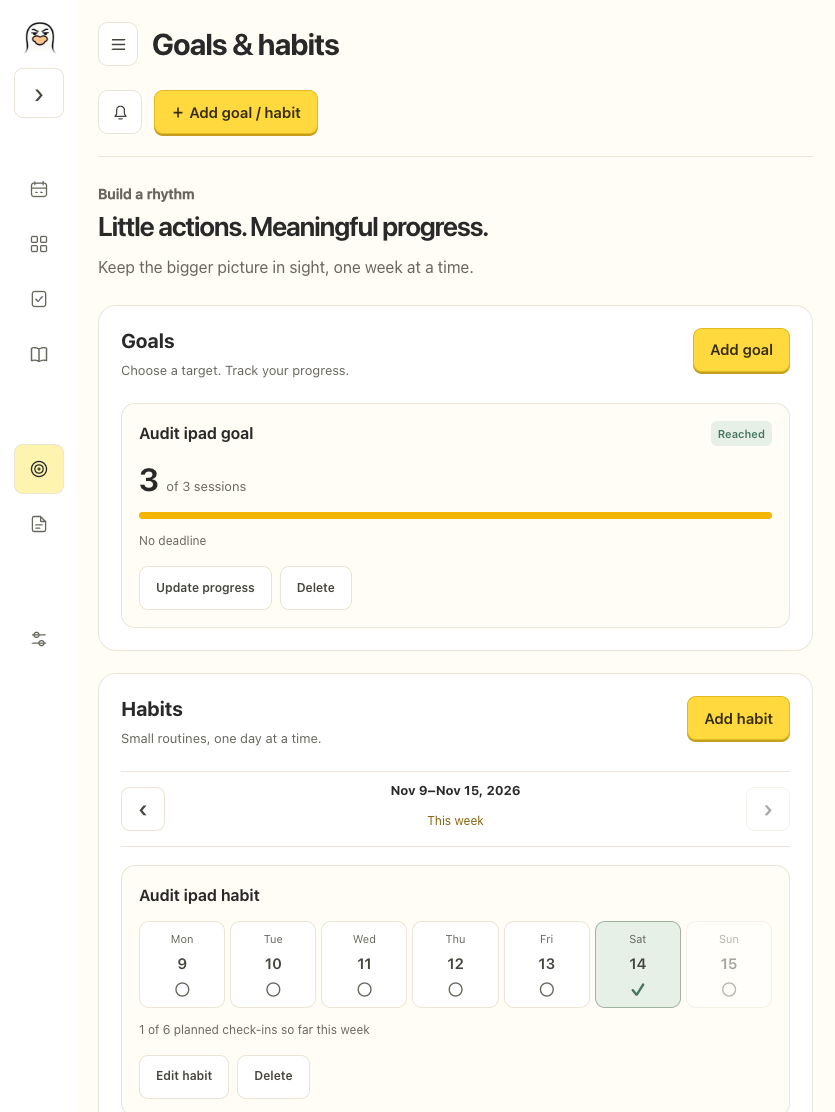 Goals & habits
+ Add goal / habit
Build a rhythm
Little actions. Meaningful progress.
Keep the bigger picture in sight, one week at a time.
Goals
Choose a target. Track your progress.
Add goal
Audit ipad goal
Reached
3 of 3 sessions
No deadline
Update progress
Delete
Habits
Small routines, one day at a time.
Add habit
Nov 9–Nov 15, 2026
This week
Audit ipad habit
Mon Tue Wed Thu Fri Sat Sun
9 10 11 12 13 14 15
1 of 6 planned check-ins so far this week
Edit habit
Delete